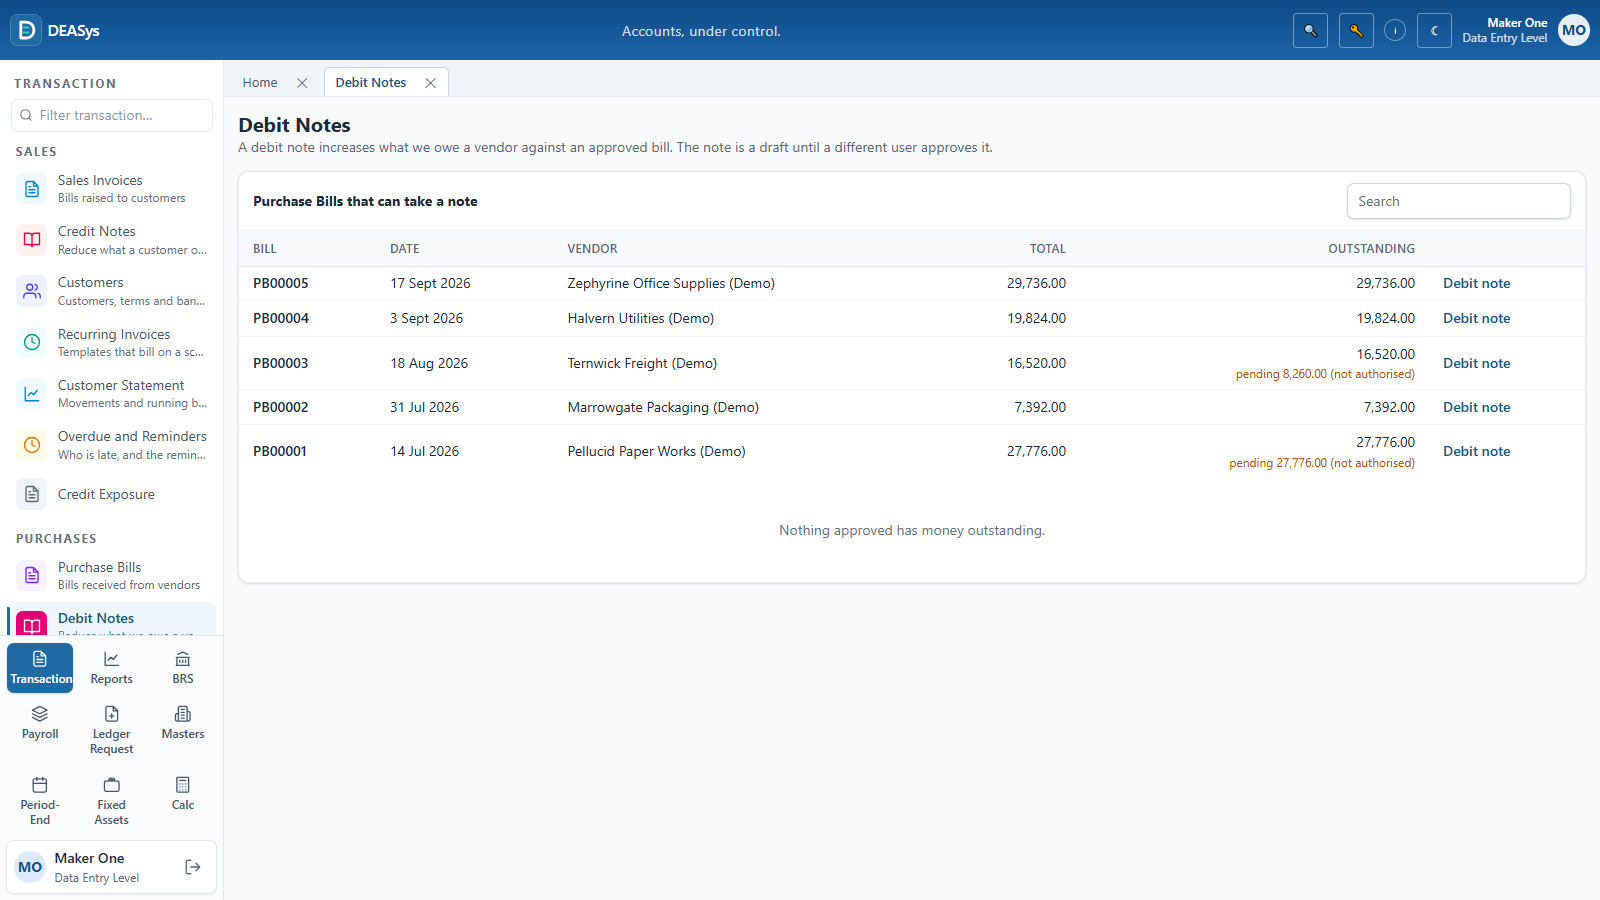 DEASys
Accounts, under control.
Maker One
Data Entry Level
MO
TRANSACTION
Filter transaction...
SALES
Sales Invoices
Bills raised to customers
Credit Notes
Reduce what a customer o...
Customers
Customers, terms and ban...
Recurring Invoices
Templates that bill on a sc...
Customer Statement
Movements and running b...
Overdue and Reminders
Who is late, and the remin...
Credit Exposure
PURCHASES
Purchase Bills
Bills received from vendors
Debit Notes
Transaction
Reports
BRS
Payroll
Ledger
Request
Masters
Period-
End
Fixed
Assets
Calc
MO
Maker One
Data Entry Level
Home
Debit Notes
Debit Notes
A debit note increases what we owe a vendor against an approved bill. The note is a draft until a different user approves it.
Purchase Bills that can take a note
Search
BILL DATE VENDOR TOTAL OUTSTANDING
PB00005 17 Sept 2026 Zephyrine Office Supplies (Demo) 29,736.00 29,736.00 Debit note
PB00004 3 Sept 2026 Halvern Utilities (Demo) 19,824.00 19,824.00 Debit note
PB00003 18 Aug 2026 Ternwick Freight (Demo) 16,520.00 16,520.00 Debit note
pending 8,260.00 (not authorised)
PB00002 31 Jul 2026 Marrowgate Packaging (Demo) 7,392.00 7,392.00 Debit note
PB00001 14 Jul 2026 Pellucid Paper Works (Demo) 27,776.00 27,776.00 Debit note
pending 27,776.00 (not authorised)
Nothing approved has money outstanding.